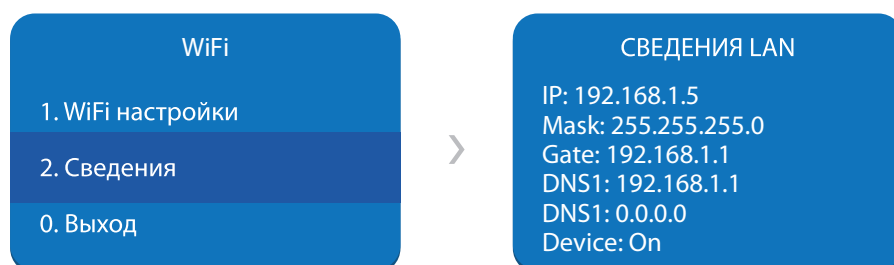 WiFi
1. WiFi настройки
2. Сведения
0. Выход
СВЕДЕНИЯ LAN
IP: 192.168.1.5
Mask: 255.255.255.0
Gate: 192.168.1.1
DNS1: 192.168.1.1
DNS1: 0.0.0.0
Device: On